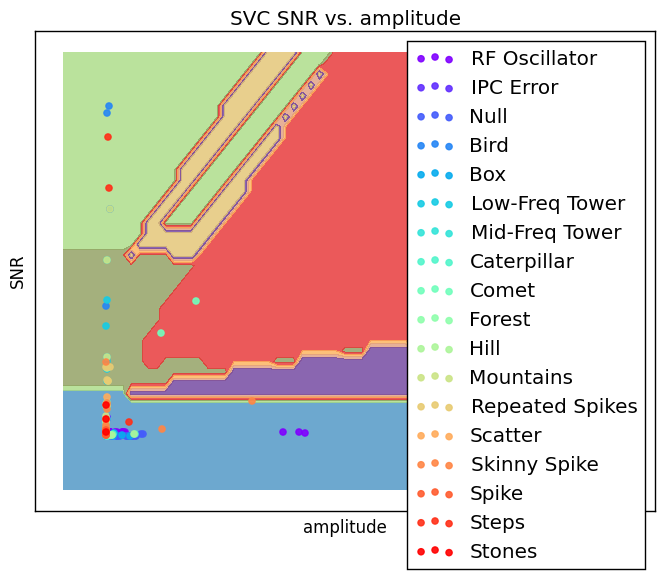 SVC SNR vs. amplitude
SNR
amplitude
RF Oscillator
IPC Error
Null
Bird
Box
Low-Freq Tower
Mid-Freq Tower
Caterpillar
Comet
Forest
Hill
Mountains
Repeated Spikes
Scatter
Skinny Spike
Spike
Steps
Stones